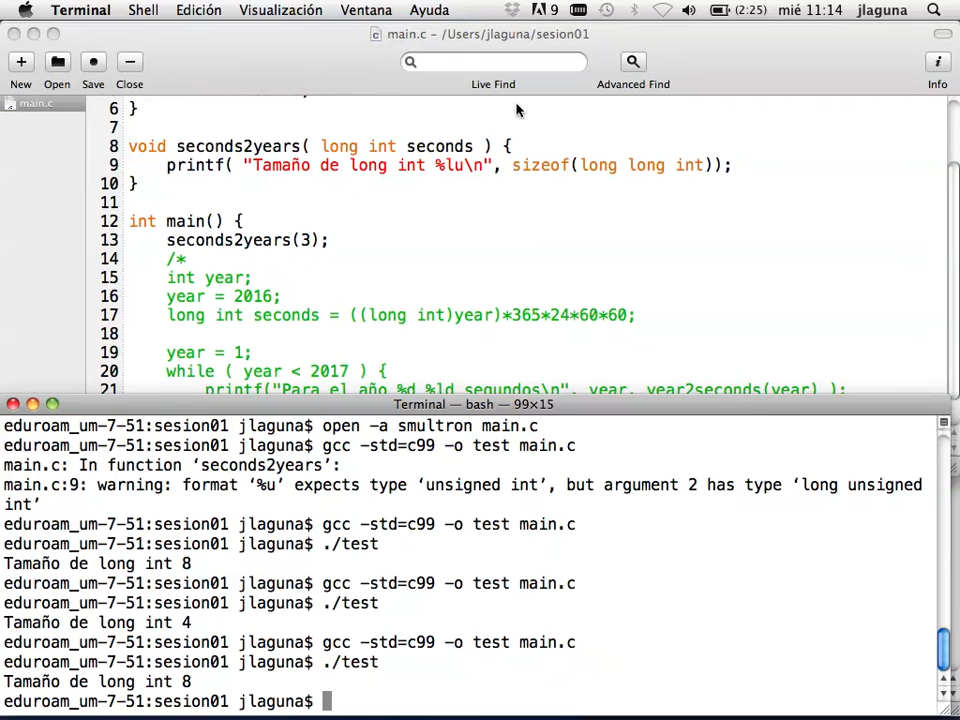 Terminal Shell Edición Visualización Ventana Ayuda 9 (2:25) mié 11:14 jlaguna
main.c - /Users/jlaguna/sesion01
New Open Save Close Live Find Advanced Find Info
main.c
6 }
7
8 void seconds2years( long int seconds ) {
9 printf( "Tamaño de long int %lu\n", sizeof(long long int));
10 }
11
12 int main() {
13 seconds2years(3);
14 /*
15 int year;
16 year = 2016;
17 long int seconds = ((long int)year)*365*24*60*60;
18
19 year = 1;
20 while ( year < 2017 ) {
21 printf("Para el año %d %ld segundos\n", year, year2seconds(year) );
Terminal — bash — 99×15
eduroam_um-7-51:sesion01 jlaguna$ open -a smultron main.c
eduroam_um-7-51:sesion01 jlaguna$ gcc -std=c99 -o test main.c
main.c: In function ‘seconds2years’:
main.c:9: warning: format ‘%u’ expects type ‘unsigned int’, but argument 2 has type ‘long unsigned
int’
eduroam_um-7-51:sesion01 jlaguna$ gcc -std=c99 -o test main.c
eduroam_um-7-51:sesion01 jlaguna$ ./test
Tamaño de long int 8
eduroam_um-7-51:sesion01 jlaguna$ gcc -std=c99 -o test main.c
eduroam_um-7-51:sesion01 jlaguna$ ./test
Tamaño de long int 4
eduroam_um-7-51:sesion01 jlaguna$ gcc -std=c99 -o test main.c
eduroam_um-7-51:sesion01 jlaguna$ ./test
Tamaño de long int 8
eduroam_um-7-51:sesion01 jlaguna$